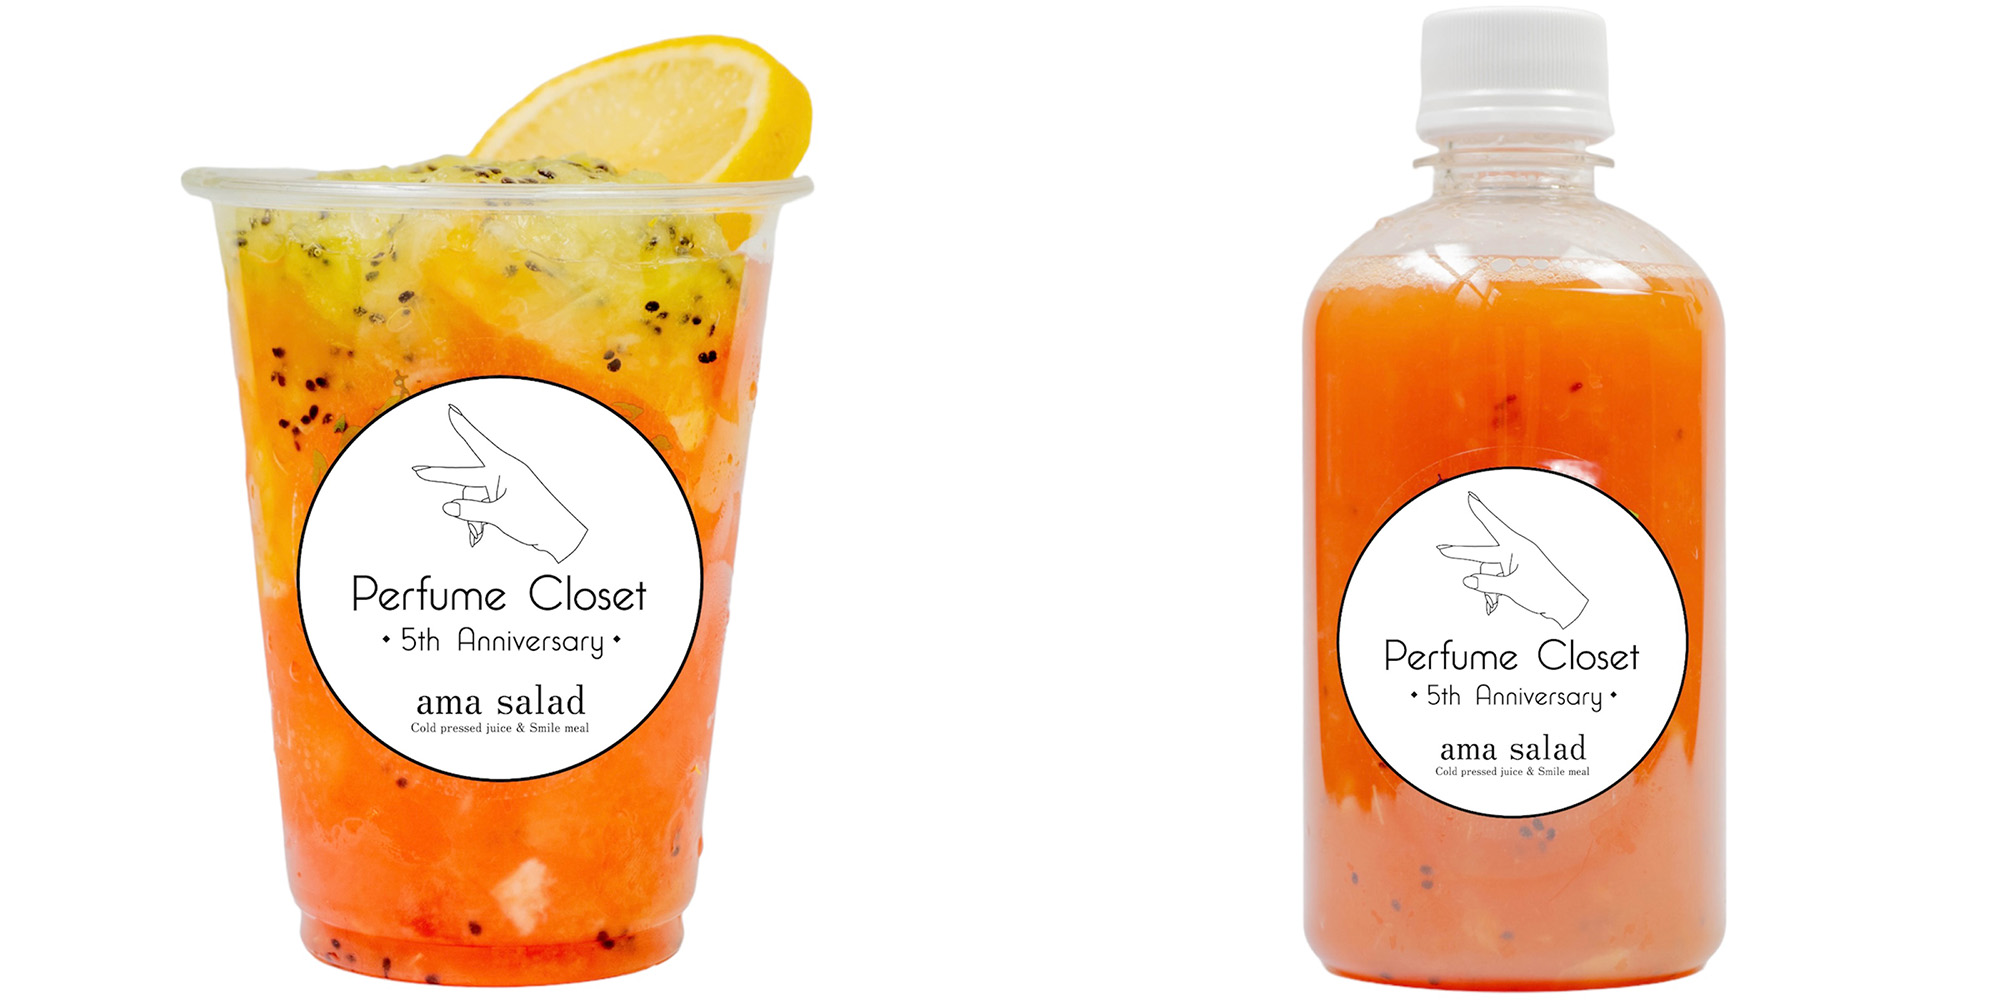 Perfume Closet
• 5th Anniversary •
ama salad
Cold pressed juice & Smile meal
Perfume Closet
• 5th Anniversary •
ama salad
Cold pressed juice & Smile meal